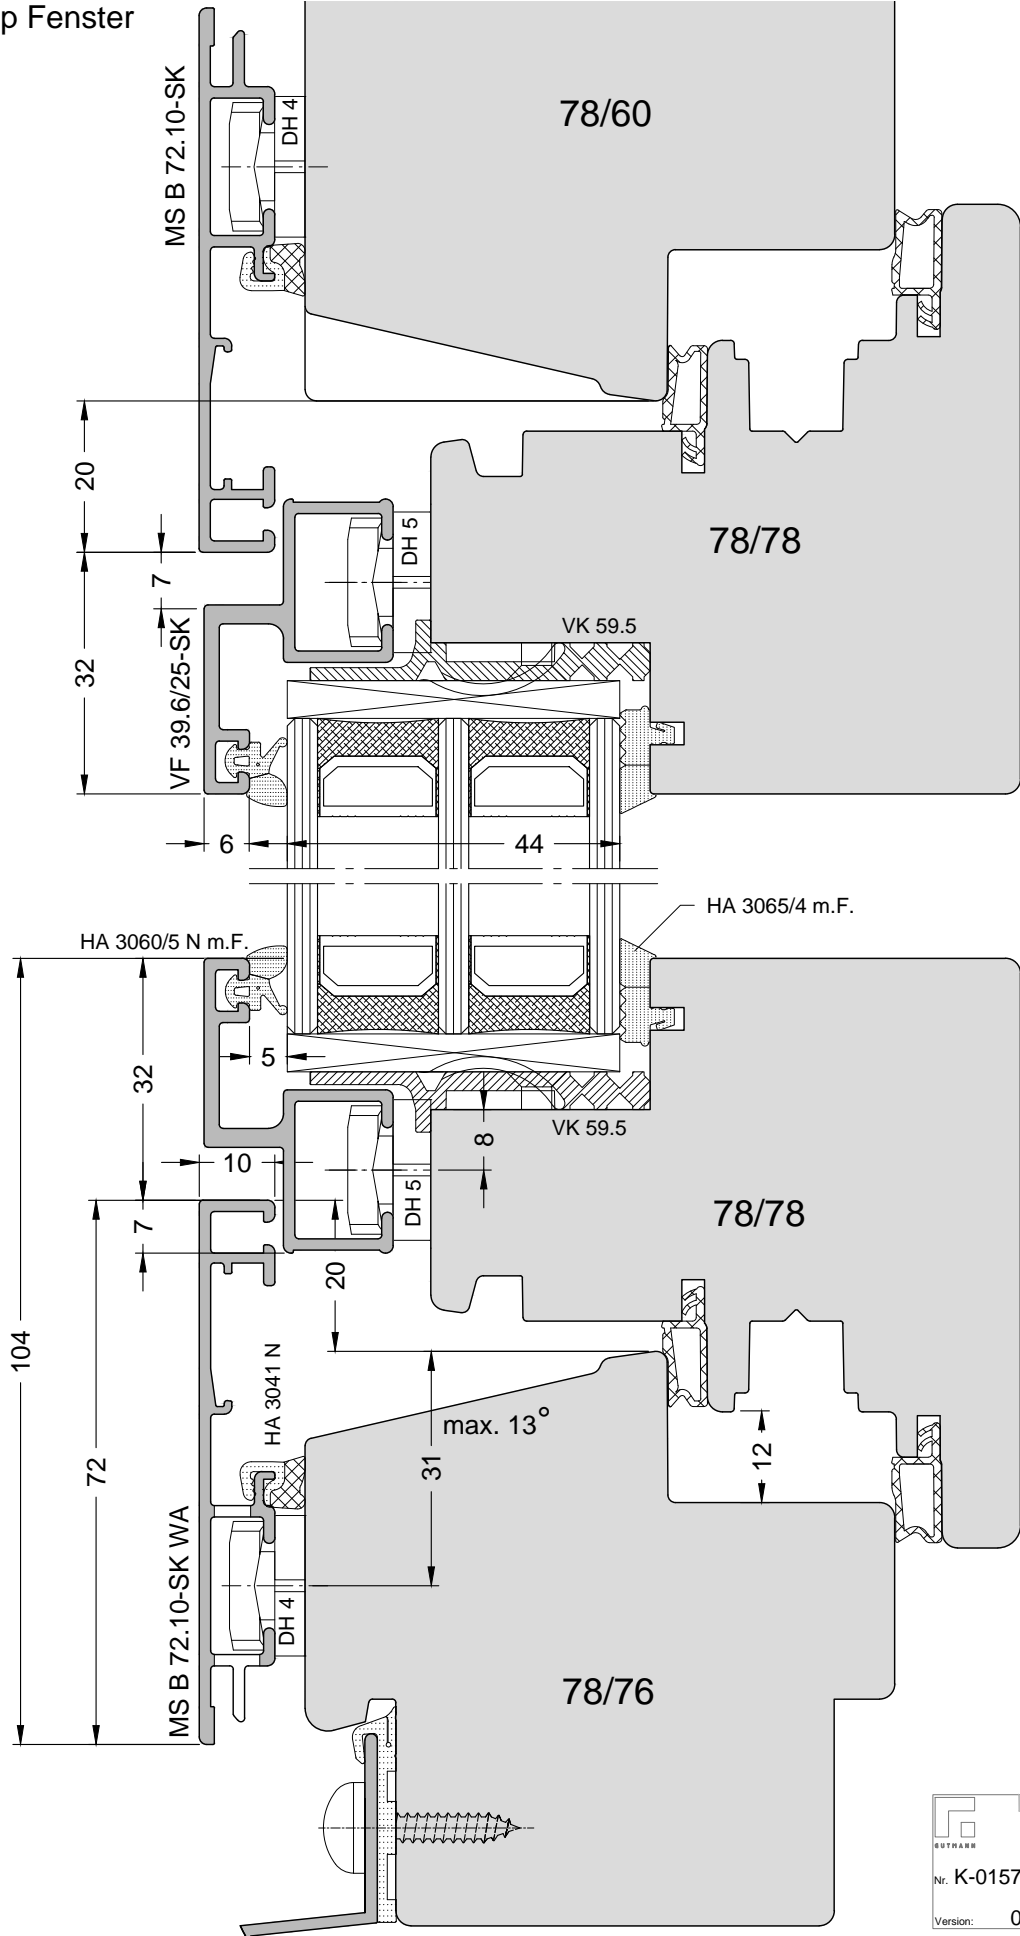 p Fenster
MS B 72.10-SK
DH 4
78/60
20
7
32
DH 5
78/78
VK 59.5
VF 39.6/25-SK
6
44
HA 3065/4 m.F.
HA 3060/5 N m.F.
5
32
8
VK 59.5
10
DH 5
78/78
7
20
104
HA 3041 N
max. 13°
31
12
72
MS B 72.10-SK WA
DH 4
78/76
GUTMANN
Nr. K-0157
Version: 0